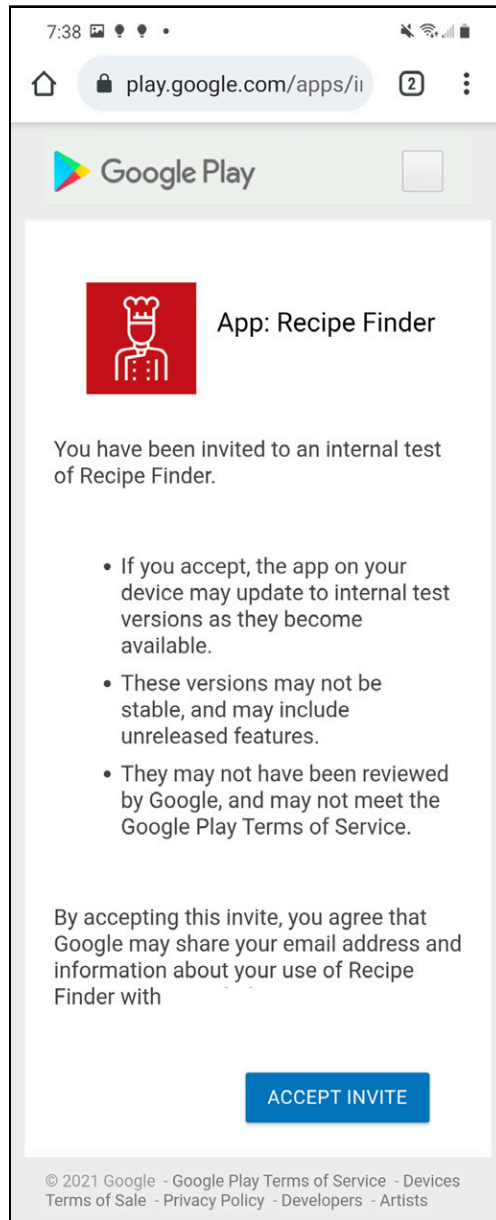 7:38
play.google.com/apps/i
2
Google Play
App: Recipe Finder
You have been invited to an internal test
of Recipe Finder.
• If you accept, the app on your
device may update to internal test
versions as they become
available.
• These versions may not be
stable, and may include
unreleased features.
• They may not have been reviewed
by Google, and may not meet the
Google Play Terms of Service.
By accepting this invite, you agree that
Google may share your email address and
information about your use of Recipe
Finder with
ACCEPT INVITE
© 2021 Google - Google Play Terms of Service - Devices
Terms of Sale - Privacy Policy - Developers - Artists